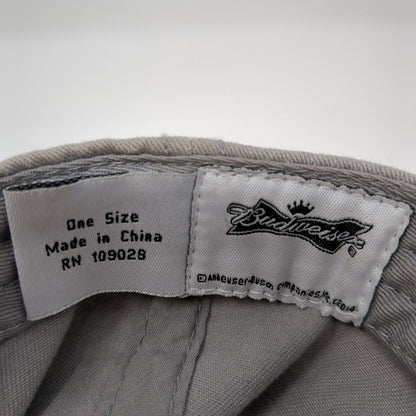 One Size
Made in China
RN 109028
Budweiser®
©Anheuser-Busch Companies, Inc.